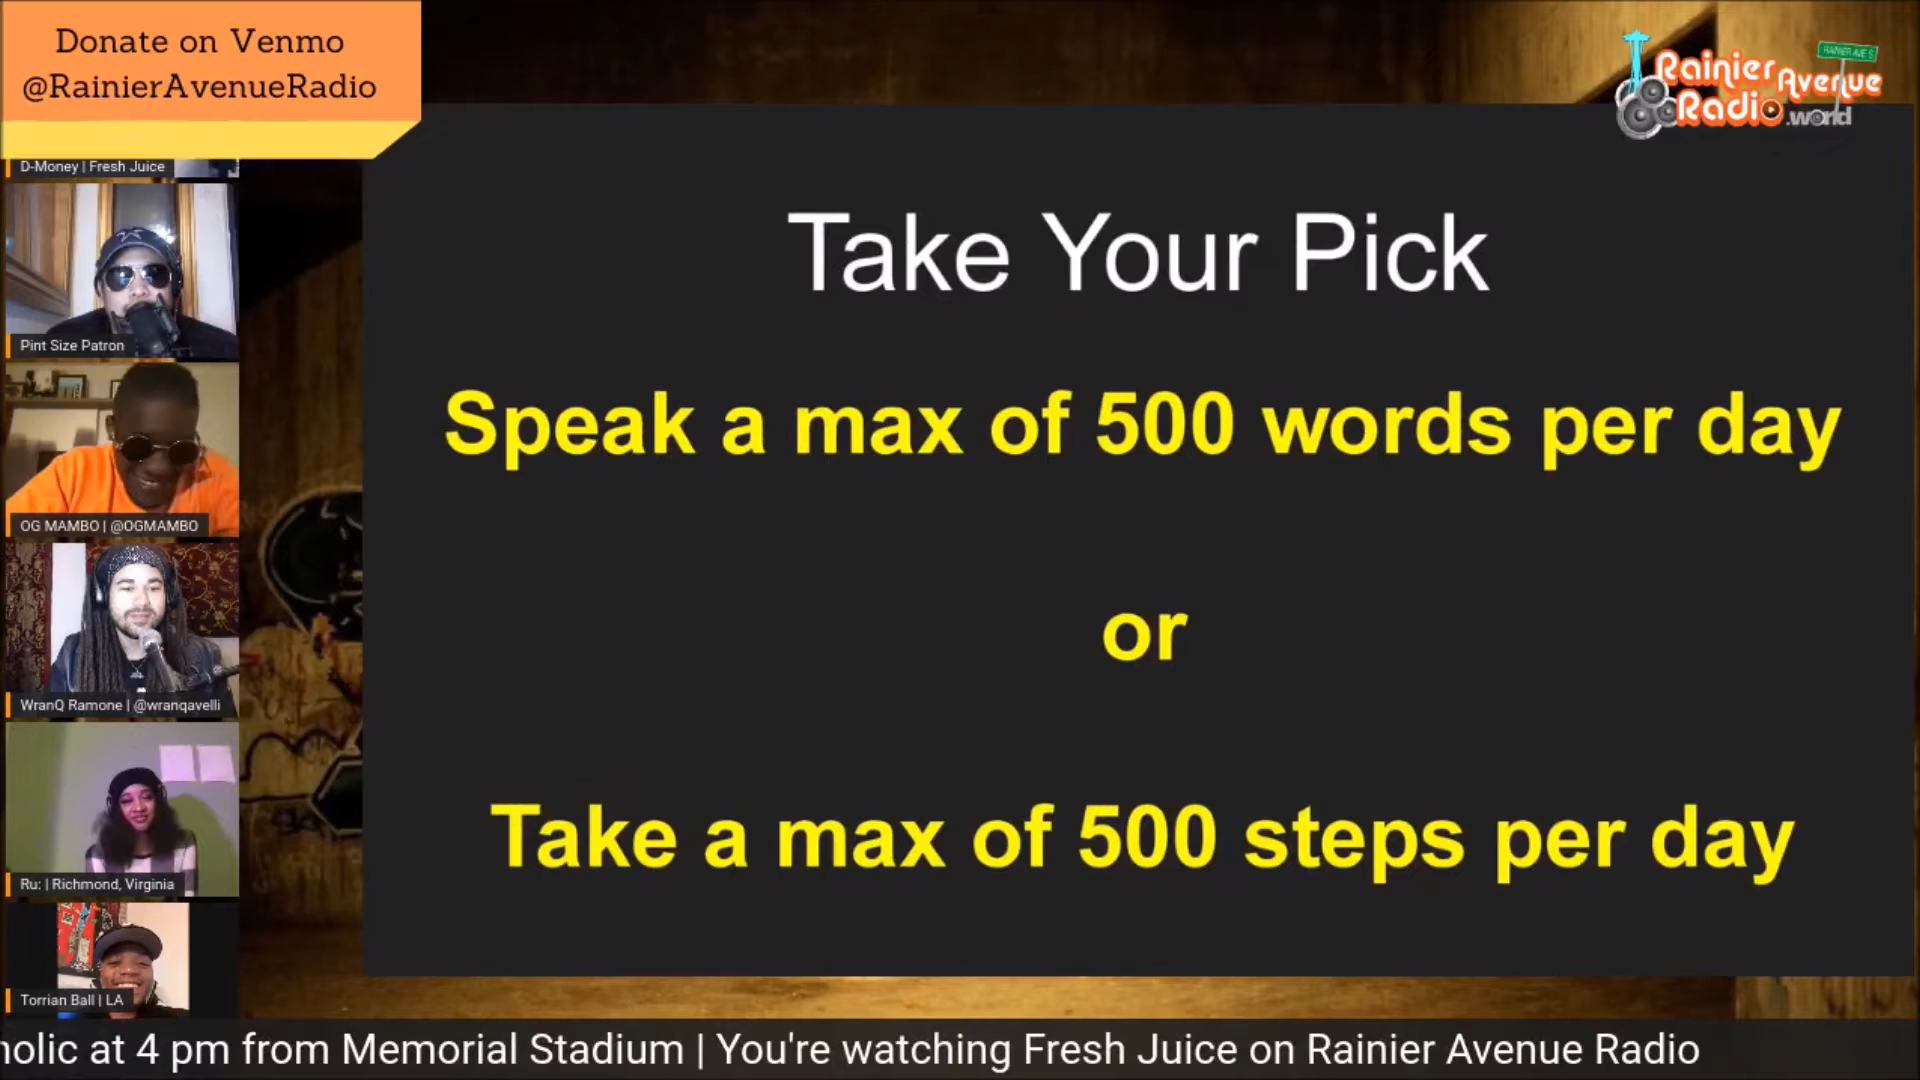 Donate on Venmo
@RainierAvenueRadio
RAINIER AVE S
Rainier Avenue
Radio.world
D-Money | Fresh Juice
Pint Size Patron
OG MAMBO | @OGMAMBO
WranQ Ramone | @wranqavelli
Ru: | Richmond, Virginia
Torrian Ball | LA
Take Your Pick
Speak a max of 500 words per day
or
Take a max of 500 steps per day
at 4 pm from Memorial Stadium | You're watching Fresh Juice on Rainier Avenue Radio